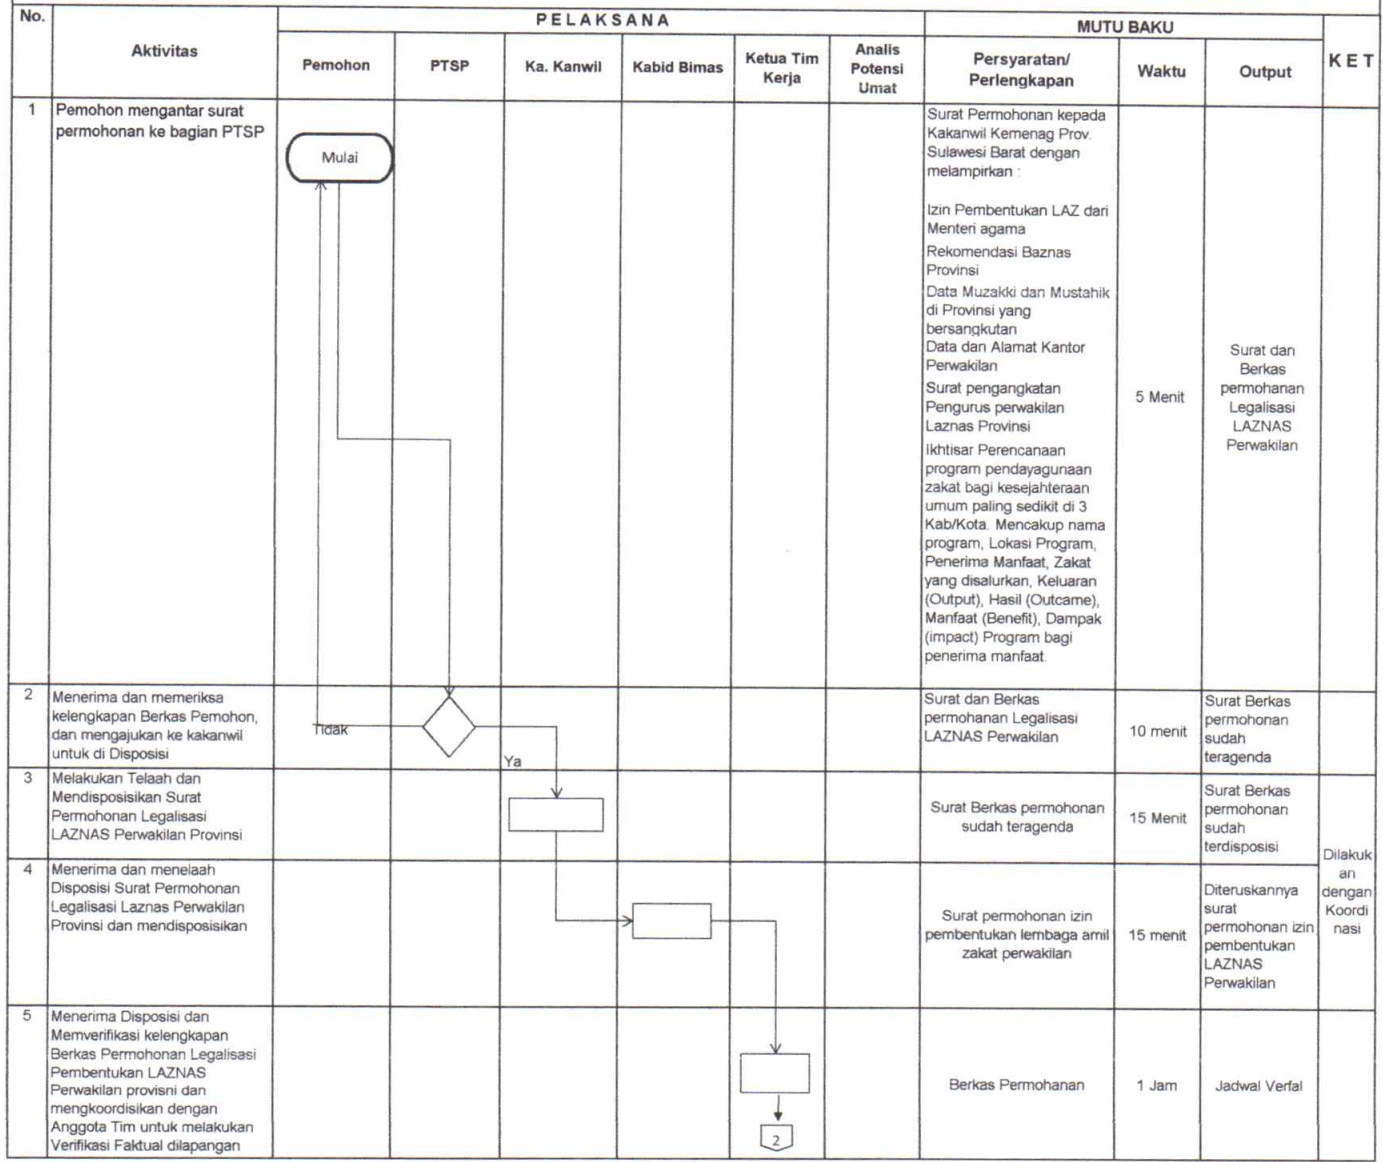 No.
Aktivitas
PELAKSANA
MUTU BAKU
KET
Pemohon
PTSP
Ka. Kanwil
Kabid Bimas
Ketua Tim
Kerja
Analis
Potensi
Umat
Persyaratan/
Perlengkapan
Waktu
Output
1
Pemohon mengantar surat
permohonan ke bagian PTSP
Mulai
Surat Permohonan kepada
Kakanwil Kemenag Prov.
Sulawesi Barat dengan
melampirkan :
Izin Pembentukan LAZ dari
Menteri agama
Rekomendasi Baznas
Provinsi
Data Muzakki dan Mustahik
di Provinsi yang
bersangkutan
Data dan Alamat Kantor
Perwakilan
Surat pengangkatan
Pengurus perwakilan
Laznas Provinsi
Ikhtisar Perencanaan
program pendayagunaan
zakat bagi kesejahteraan
umum paling sedikit di 3
Kab/Kota. Mencakup nama
program, Lokasi Program,
Penerima Manfaat, Zakat
yang disalurkan, Keluaran
(Output), Hasil (Outcame),
Manfaat (Benefit), Dampak
(impact) Program bagi
penerima manfaat.
5 Menit
Surat dan
Berkas
permohanan
Legalisasi
LAZNAS
Perwakilan
2
Menerima dan memeriksa
kelengkapan Berkas Pemohon,
dan mengajukan ke kakanwil
untuk di Disposisi
Tidak
Ya
Surat dan Berkas
permohanan Legalisasi
LAZNAS Perwakilan
10 menit
Surat Berkas
permohonan
sudah
teragenda
3
Melakukan Telaah dan
Mendisposisikan Surat
Permohonan Legalisasi
LAZNAS Perwakilan Provinsi
Surat Berkas permohonan
sudah teragenda
15 Menit
Surat Berkas
permohonan
sudah
terdisposisi
Dilakuk
an
dengan
Koordi
nasi
4
Menerima dan menelaah
Disposisi Surat Permohonan
Legalisasi Laznas Perwakilan
Provinsi dan mendisposisikan
Surat permohonan izin
pembentukan lembaga amil
zakat perwakilan
15 menit
Diteruskannya
surat
permohonan izin
pembentukan
LAZNAS
Perwakilan
5
Menerima Disposisi dan
Memverifikasi kelengkapan
Berkas Permohonan Legalisasi
Pembentukan LAZNAS
Perwakilan provisni dan
mengkoordisikan dengan
Anggota Tim untuk melakukan
Verifikasi Faktual dilapangan
2
Berkas Permohanan
1 Jam
Jadwal Verfal